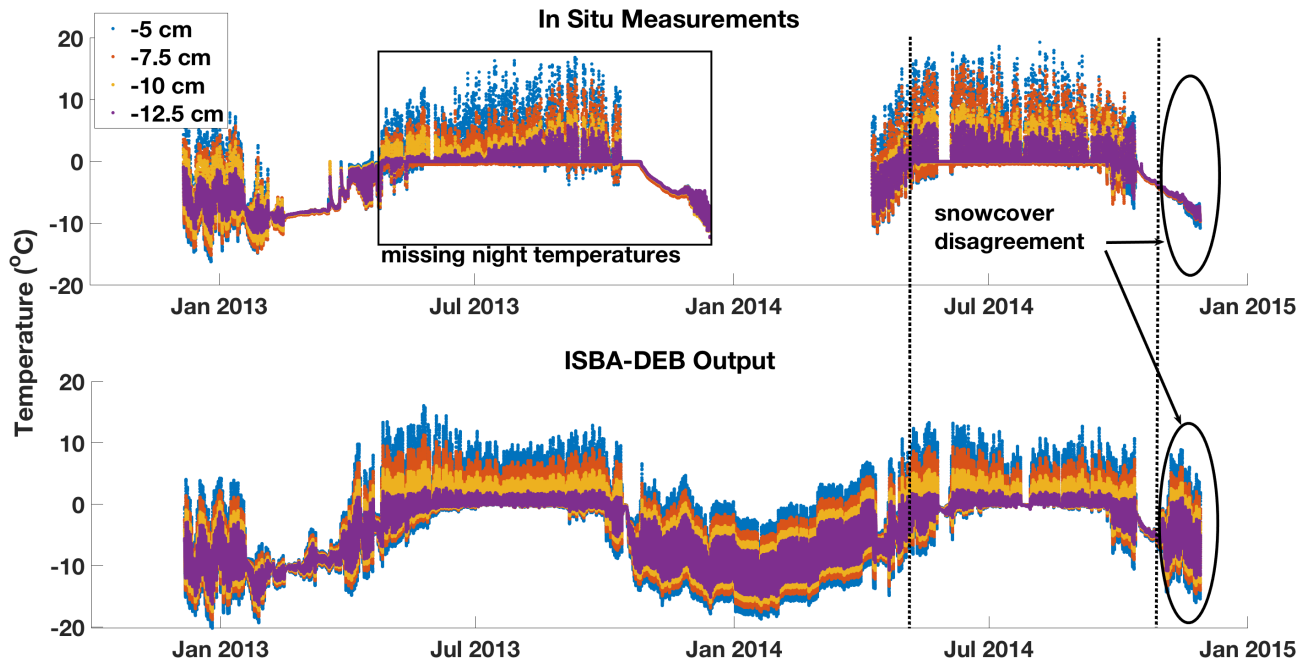 In Situ Measurements
-5 cm
-7.5 cm
-10 cm
-12.5 cm
20
10
0
-10
-20
missing night temperatures
snowcover
disagreement
Jan 2013
Jul 2013
Jan 2014
Jul 2014
Jan 2015
Temperature (°C)
ISBA-DEB Output
20
10
0
-10
-20
Jan 2013
Jul 2013
Jan 2014
Jul 2014
Jan 2015